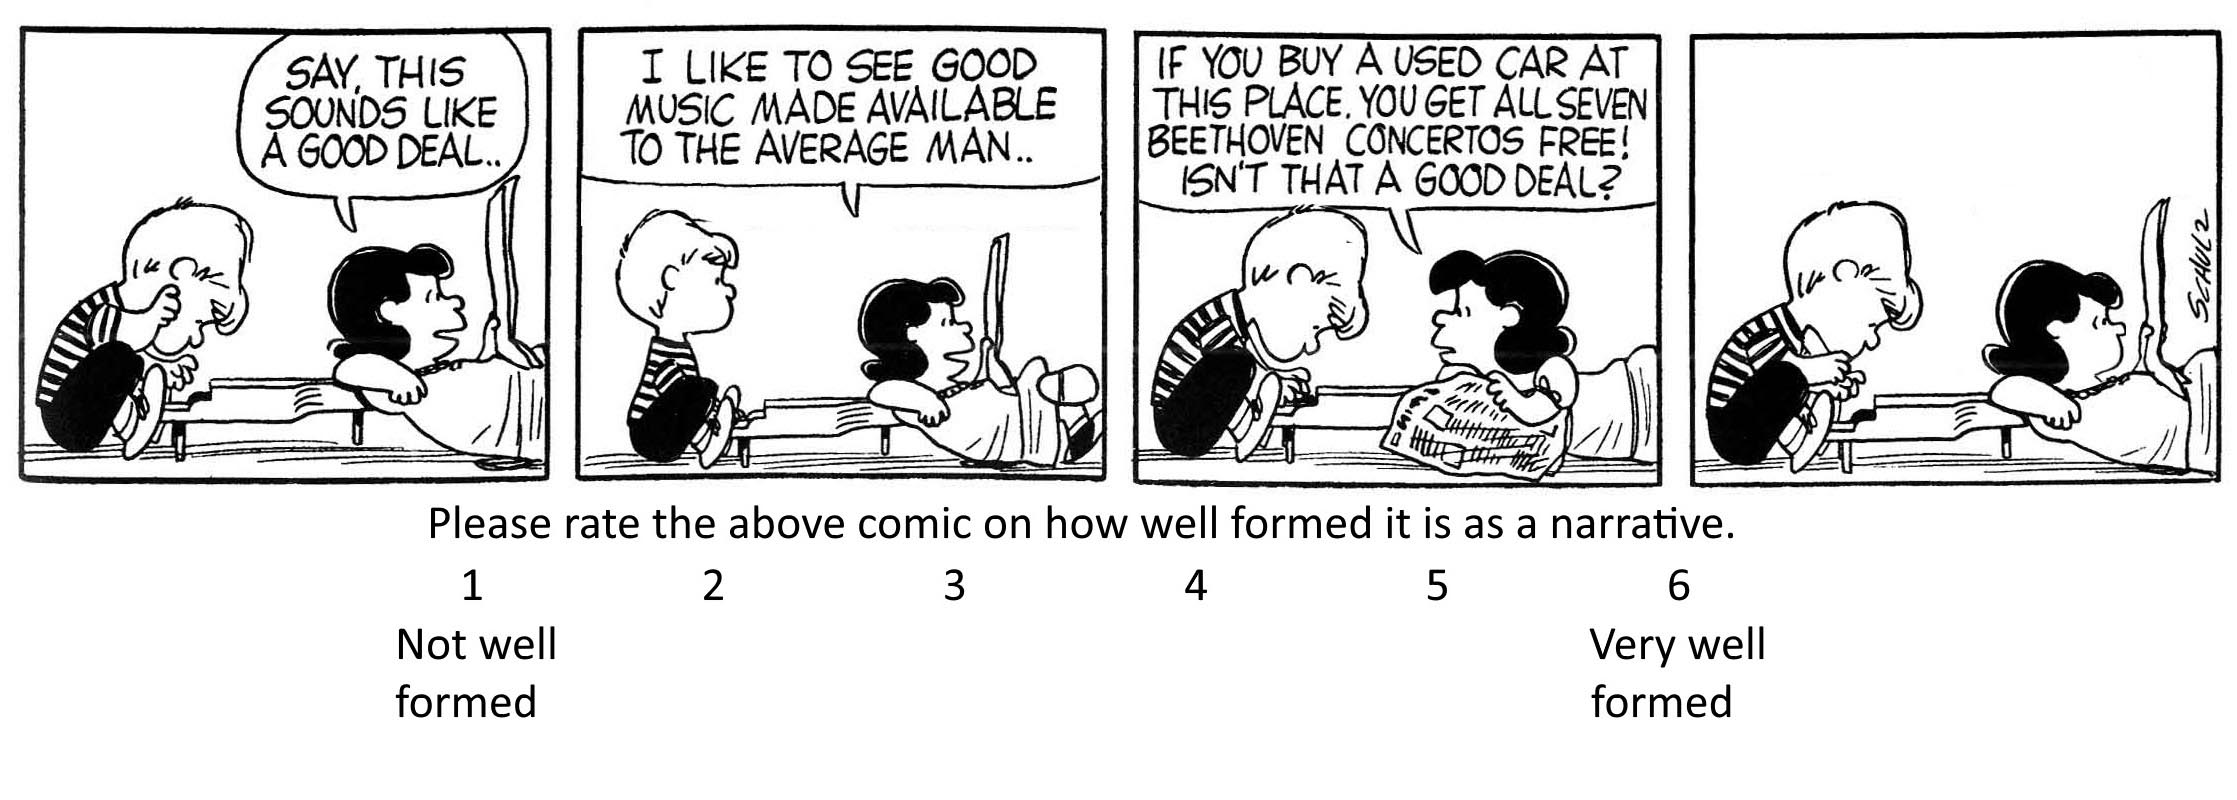 SAY, THIS
SOUNDS LIKE
A GOOD DEAL..
I LIKE TO SEE GOOD
MUSIC MADE AVAILABLE
TO THE AVERAGE MAN..
IF YOU BUY A USED CAR AT
THIS PLACE, YOU GET ALL SEVEN
BEETHOVEN CONCERTOS FREE!
ISN'T THAT A GOOD DEAL?
SCHULZ
Please rate the above comic on how well formed it is as a narrative.
1 2 3 4 5 6
Not well
formed
Very well
formed